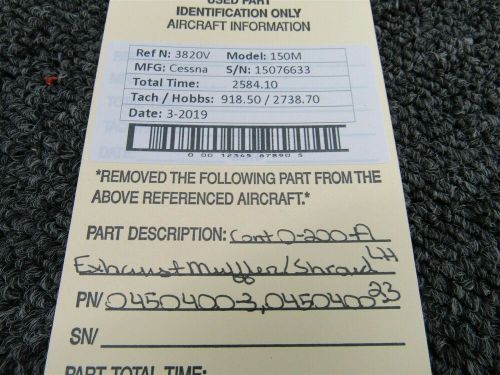 USED PART
IDENTIFICATION ONLY
AIRCRAFT INFORMATION
Ref N: 3820V Model: 150M
MFG: Cessna S/N: 15076633
Total Time: 2584.10
Tach / Hobbs: 918.50 / 2738.70
Date: 3-2019
0 00 12345 67890 5
*REMOVED THE FOLLOWING PART FROM THE
ABOVE REFERENCED AIRCRAFT.*
PART DESCRIPTION: Cont O-200-A
Exhaust Muffler/Shroud LH
PN/ 0450400-3, 0450400-23
SN/
PART TOTAL TIME: